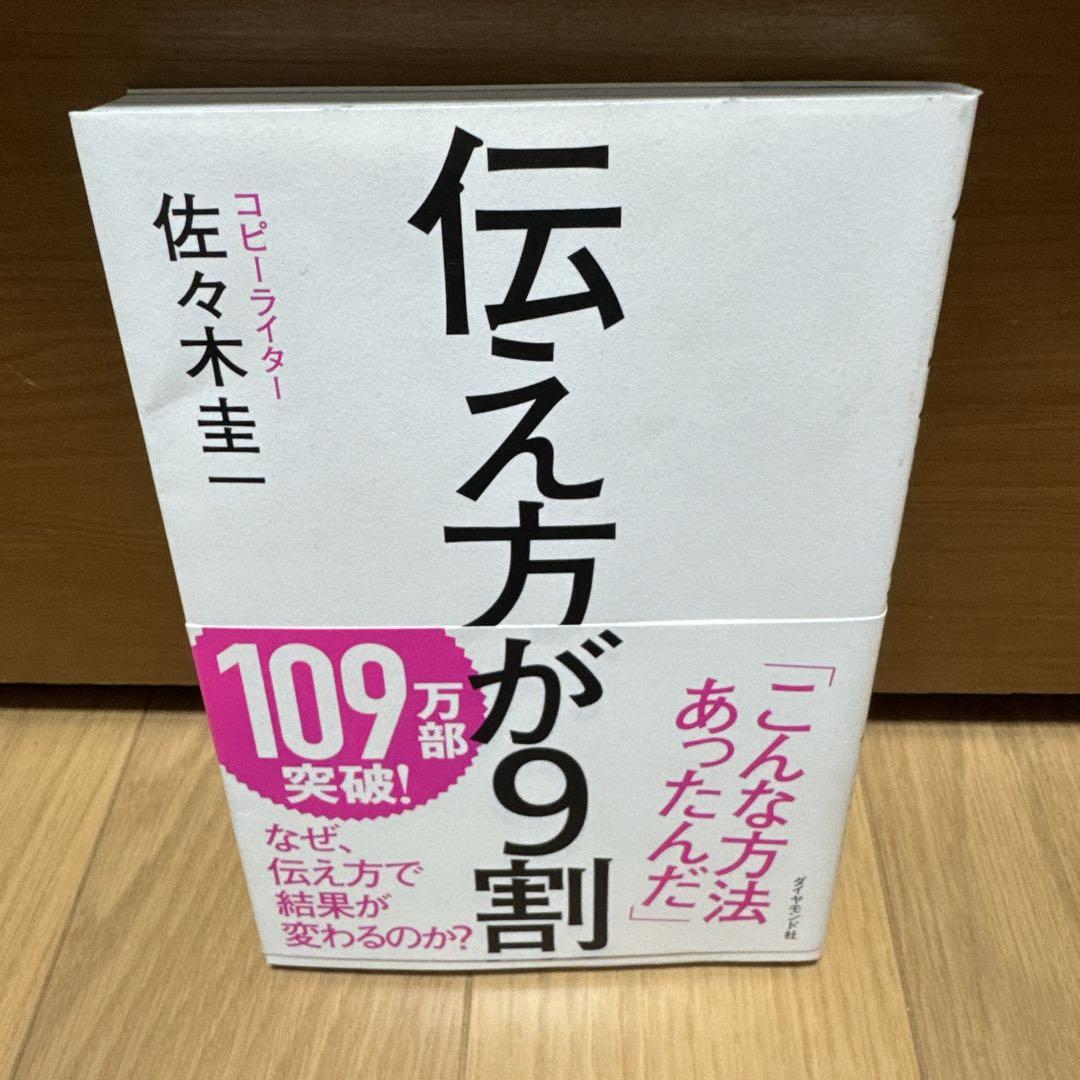 伝え方が9割
コピーライター
佐々木圭一
109万部
突破!
なぜ、
伝え方で
結果が
変わるのか?
「こんな方法
あったんだ」
ダイヤモンド社